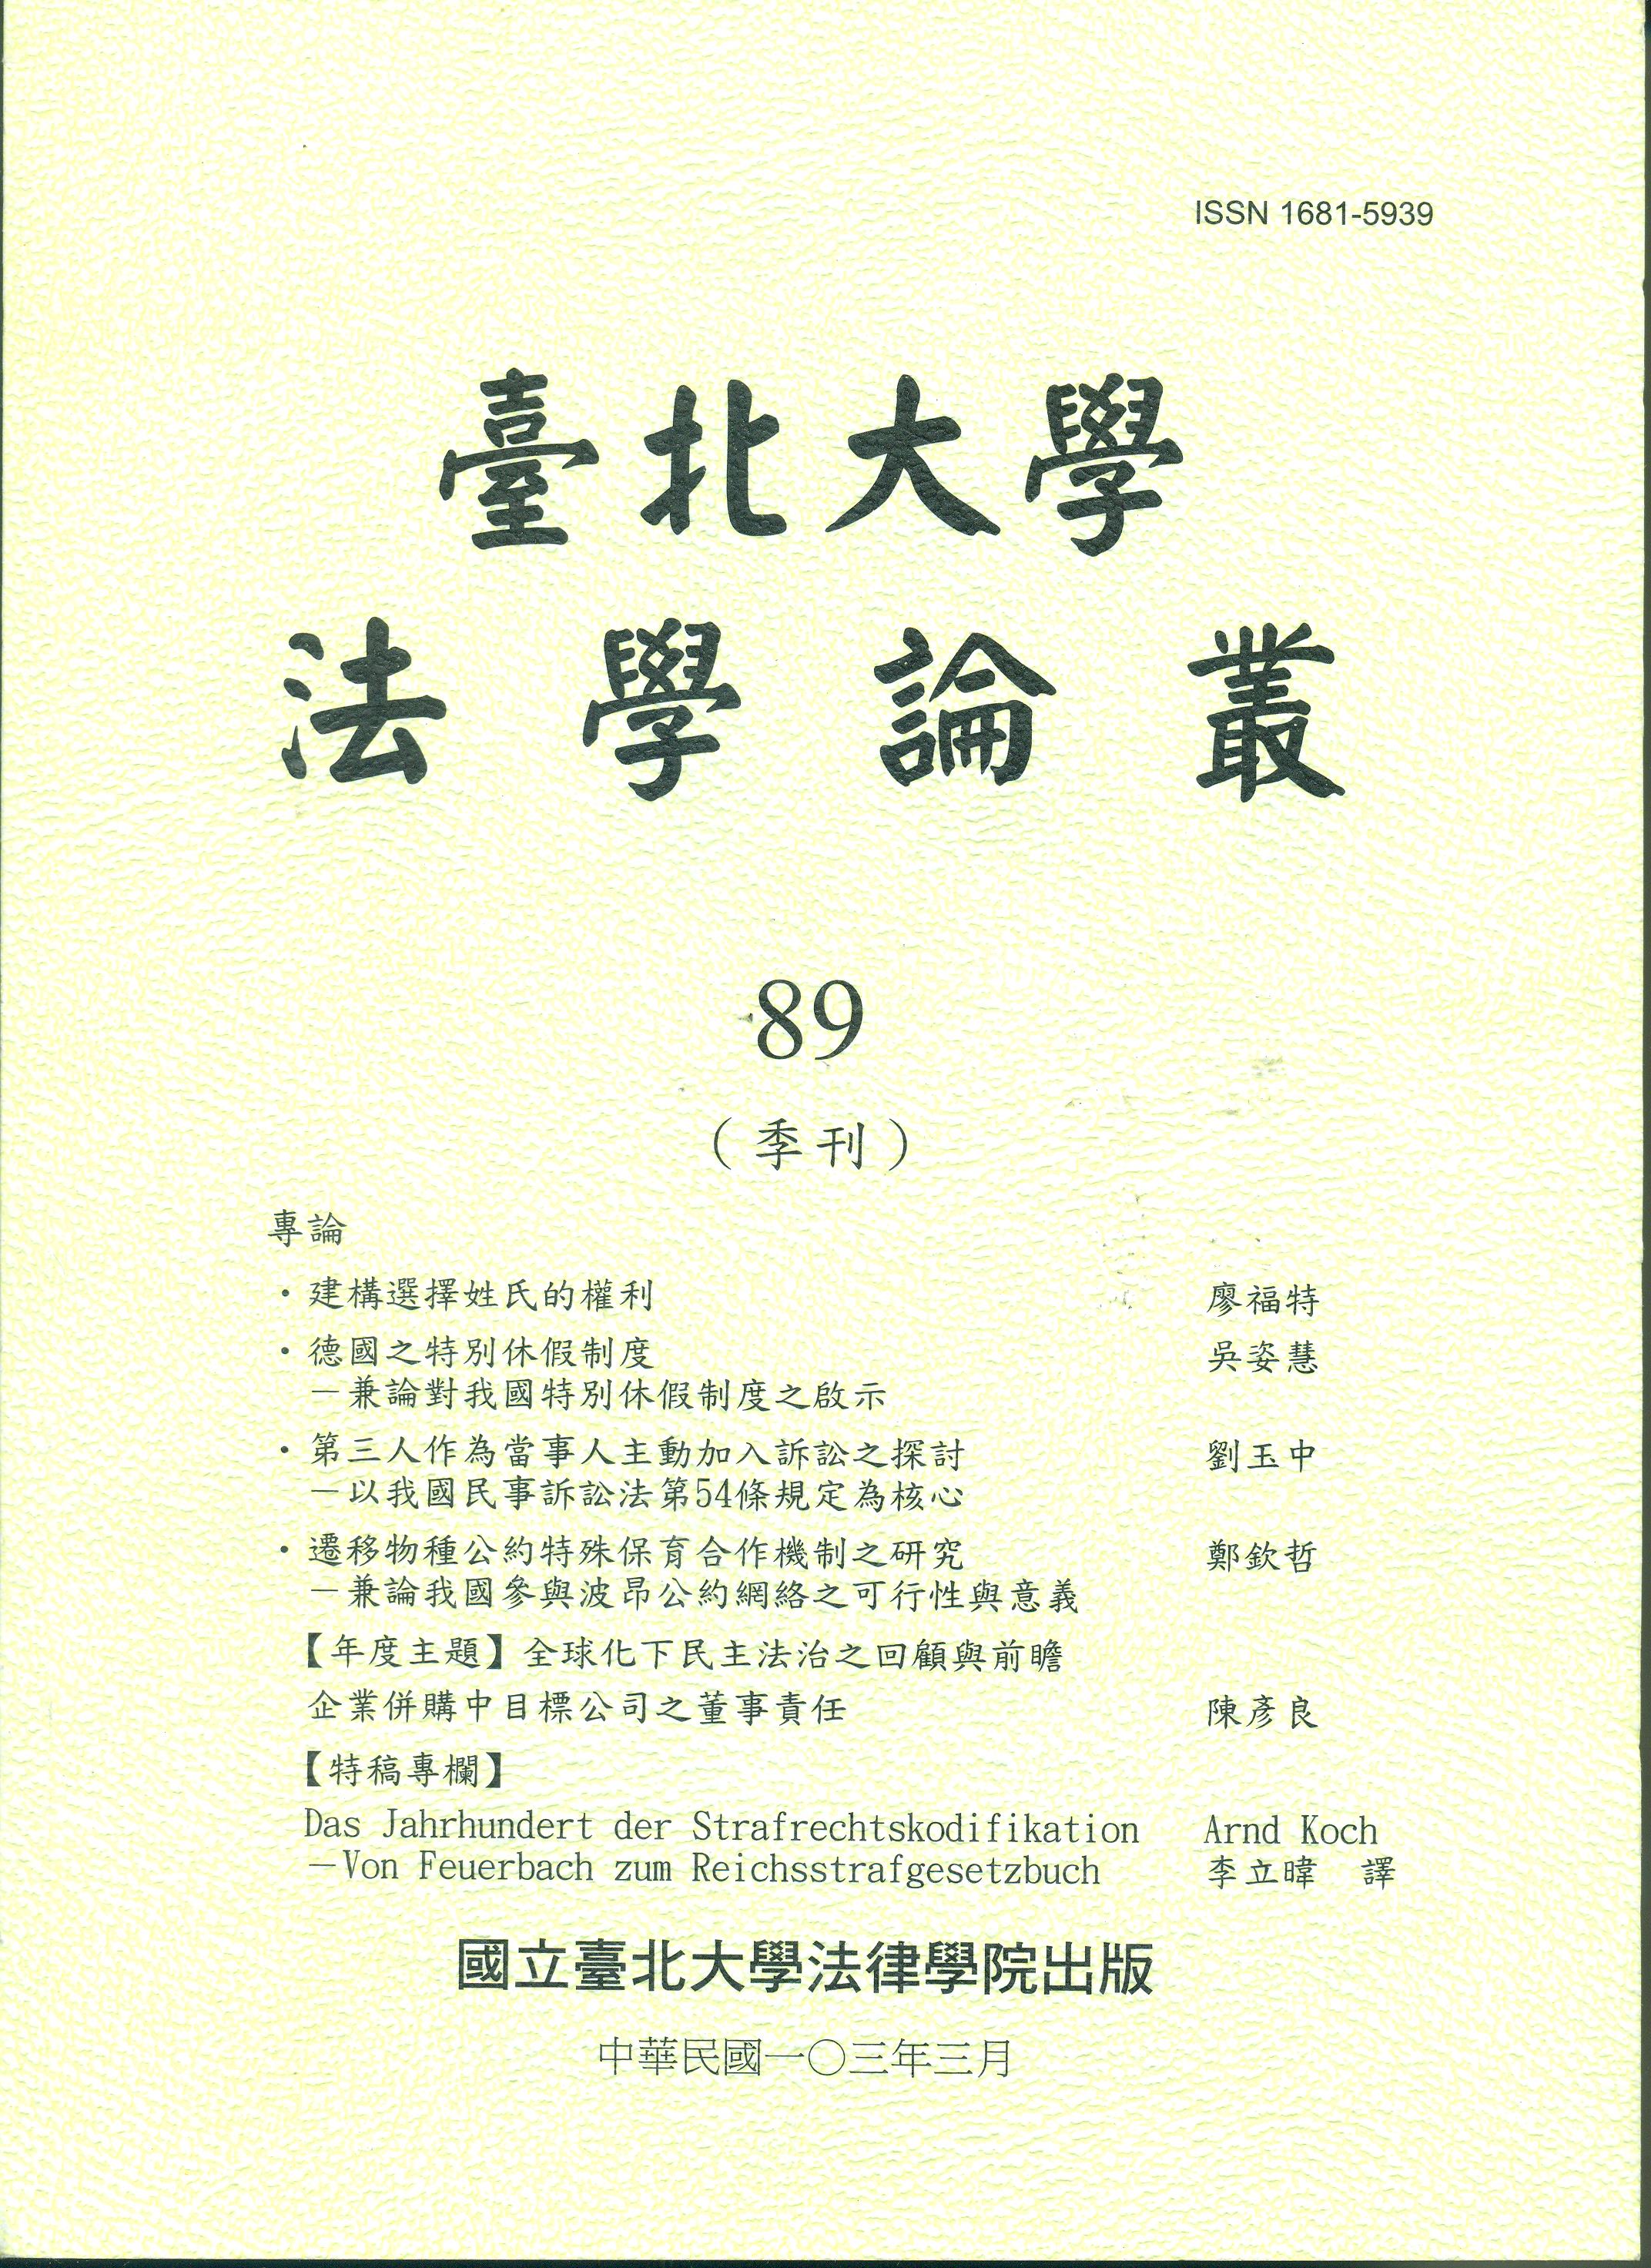 ISSN 1681-5939
臺北大學
法學論叢
89
（季刊）
專論
・建構選擇姓氏的權利 廖福特
・德國之特別休假制度 吳姿慧
－兼論對我國特別休假制度之啟示
・第三人作為當事人主動加入訴訟之探討 劉玉中
－以我國民事訴訟法第54條規定為核心
・遷移物種公約特殊保育合作機制之研究 鄭欽哲
－兼論我國參與波昂公約網絡之可行性與意義
【年度主題】全球化下民主法治之回顧與前瞻
企業併購中目標公司之董事責任 陳彥良
【特稿專欄】
Das Jahrhundert der Strafrechtskodifikation Arnd Koch
－Von Feuerbach zum Reichsstrafgesetzbuch 李立暐 譯
國立臺北大學法律學院出版
中華民國一○三年三月